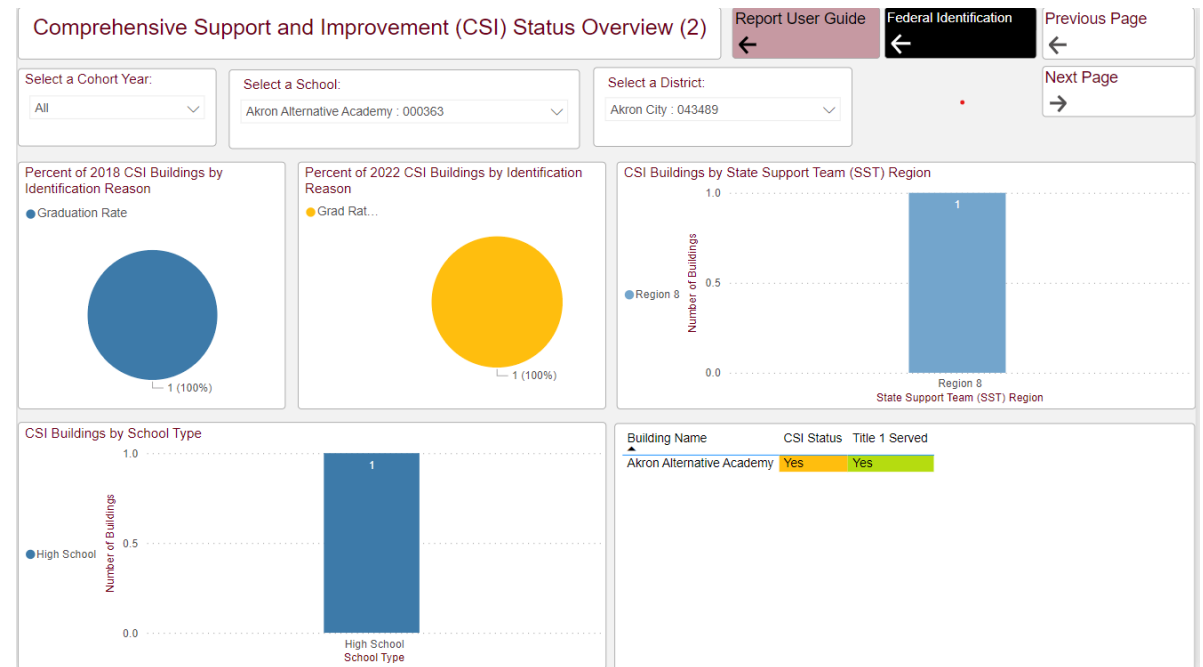 Comprehensive Support and Improvement (CSI) Status Overview (2)
Report User Guide
Federal Identification
Previous Page
Next Page
Select a Cohort Year:
All
Select a School:
Akron Alternative Academy : 000363
Select a District:
Akron City : 043489
Percent of 2018 CSI Buildings by
Identification Reason
Graduation Rate
1 (100%)
Percent of 2022 CSI Buildings by Identification
Reason
Grad Rat...
1 (100%)
CSI Buildings by State Support Team (SST) Region
Region 8
Number of Buildings
1.0
0.5
0.0
1
Region 8
State Support Team (SST) Region
CSI Buildings by School Type
High School
Number of Buildings
1.0
0.5
0.0
1
High School
School Type
Building Name CSI Status Title 1 Served
Akron Alternative Academy Yes Yes